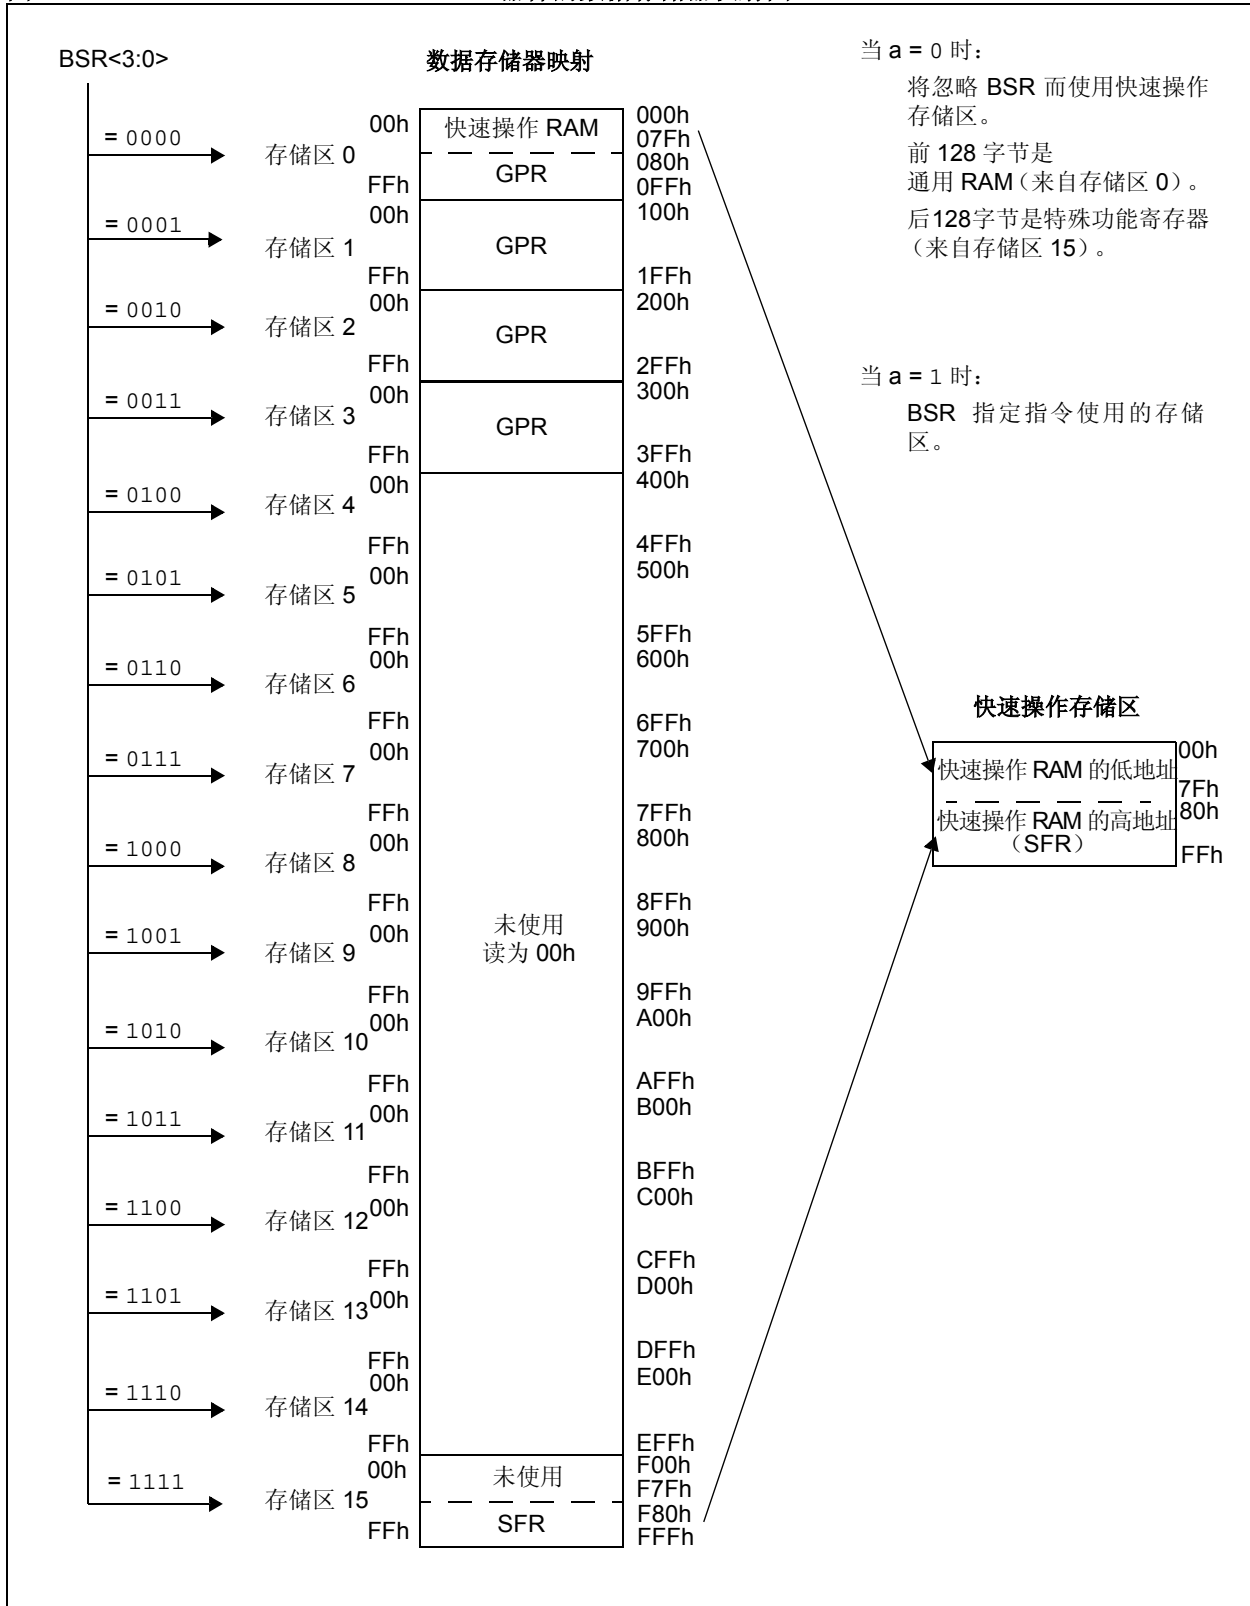 BSR<3:0>
数据存储器映射
= 0000
存储区 0
00h
快速操作 RAM
000h
07Fh
GPR
080h
FFh
0FFh
= 0001
存储区 1
00h
GPR
100h
FFh
1FFh
= 0010
存储区 2
00h
GPR
200h
FFh
2FFh
= 0011
存储区 3
00h
GPR
300h
FFh
3FFh
= 0100
存储区 4
00h
400h
FFh
4FFh
= 0101
存储区 5
00h
500h
FFh
5FFh
= 0110
存储区 6
00h
600h
FFh
6FFh
= 0111
存储区 7
00h
700h
FFh
7FFh
= 1000
存储区 8
00h
800h
FFh
8FFh
= 1001
存储区 9
00h
未使用
读为 00h
900h
FFh
9FFh
= 1010
存储区 10
00h
A00h
FFh
AFFh
= 1011
存储区 11
00h
B00h
FFh
BFFh
= 1100
存储区 12
00h
C00h
FFh
CFFh
= 1101
存储区 13
00h
D00h
FFh
DFFh
= 1110
存储区 14
00h
E00h
FFh
EFFh
= 1111
存储区 15
00h
未使用
F00h
F7Fh
SFR
F80h
FFh
FFFh
当 a = 0 时：
将忽略 BSR 而使用快速操作
存储区。
前 128 字节是
通用 RAM（来自存储区 0）。
后128字节是特殊功能寄存器
（来自存储区 15）。
当 a = 1 时：
BSR 指定指令使用的存储
区。
快速操作存储区
快速操作 RAM 的低地址
00h
7Fh
快速操作 RAM 的高地址
（SFR）
80h
FFh